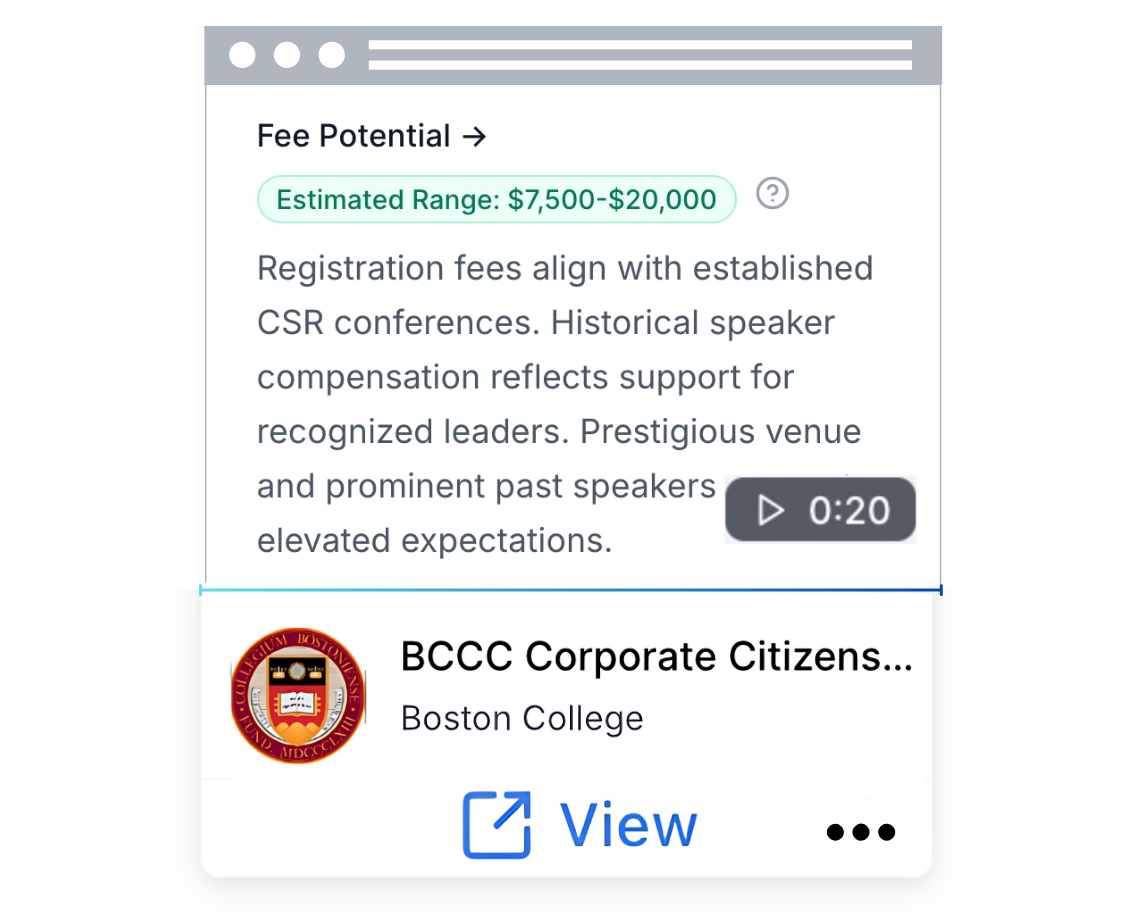 Fee Potential →
Estimated Range: $7,500-$20,000 ?
Registration fees align with established
CSR conferences. Historical speaker
compensation reflects support for
recognized leaders. Prestigious venue
and prominent past speakers
0:20
elevated expectations.
COLLEGIUM BOSTONIENSE FUND. MDCCCLXIII
BCCC Corporate Citizens...
Boston College
View